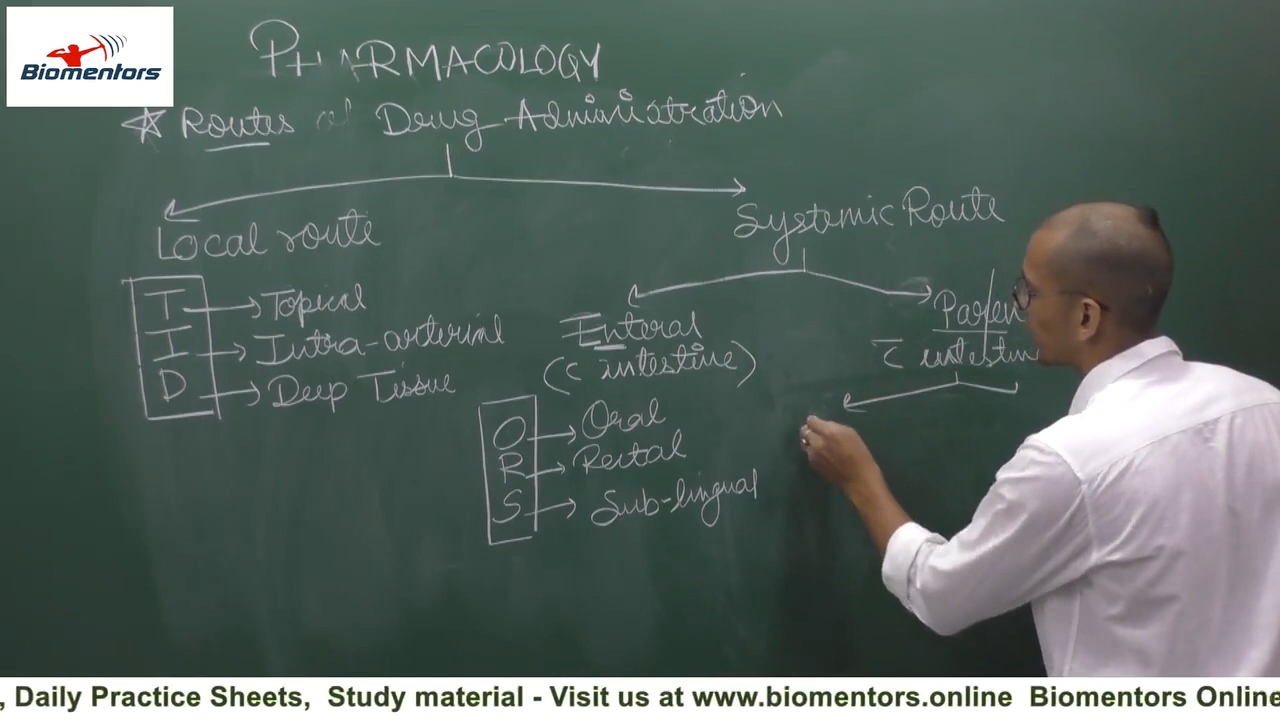 Biomentors
PHARMACOLOGY
Routes of Drug Administration
Local route
Systemic Route
T → Topical
I → Intra-arterial
D → Deep Tissue
Enteral
(c intestine)
O → Oral
R → Rectal
S → Sub-lingual
, Daily Practice Sheets, Study material - Visit us at www.biomentors.online Biomentors Online